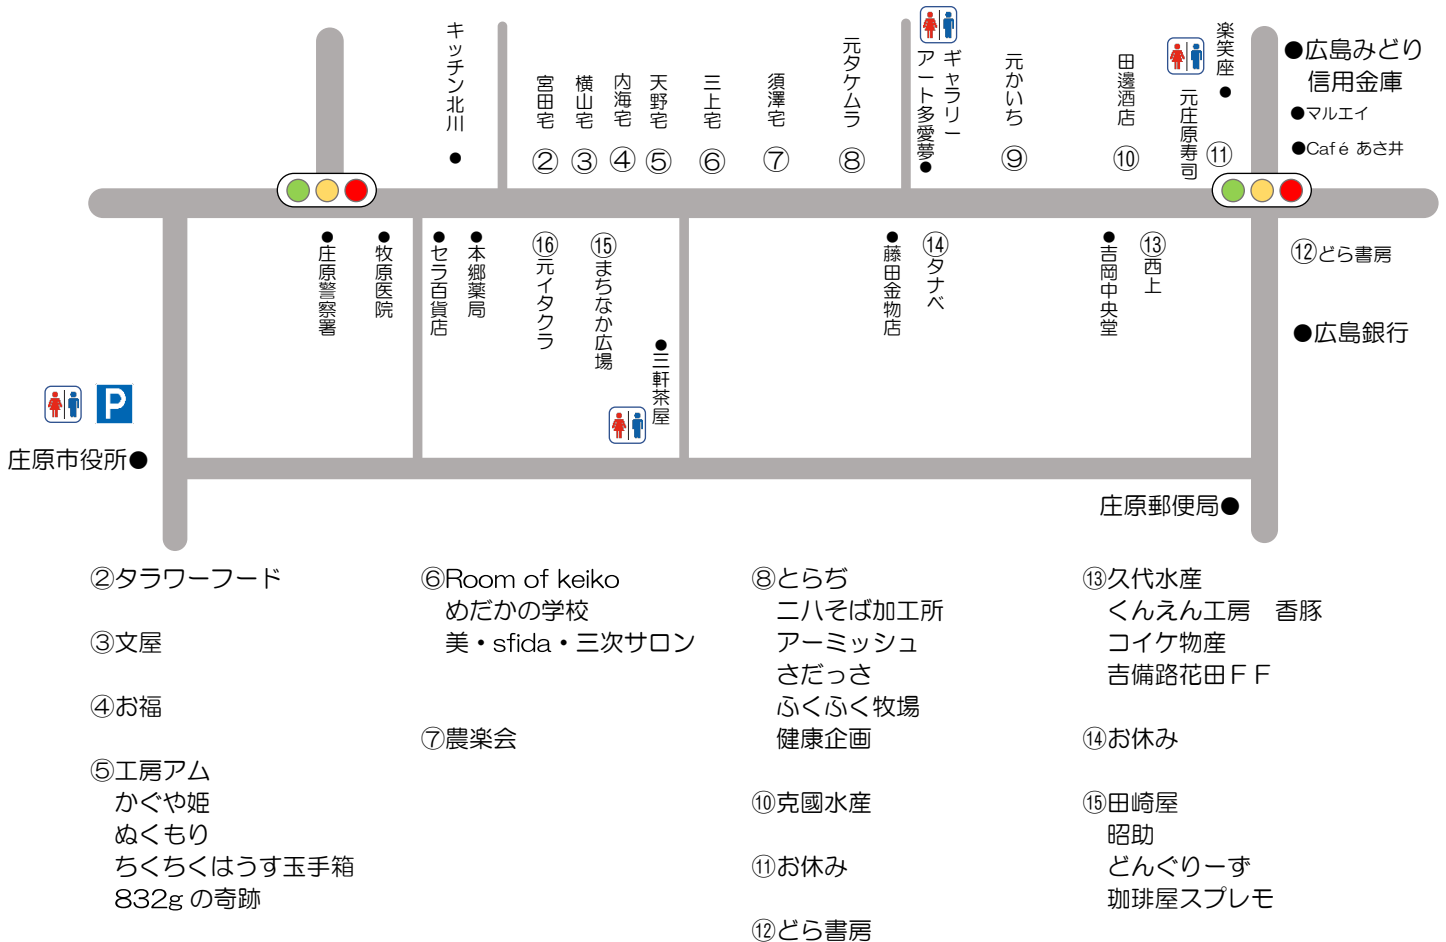 キッチン北川
宮田宅
②
横山宅
③
内海宅
④
天野宅
⑤
三上宅
⑥
須澤宅
⑦
元タケムラ
⑧
ギャラリー
アート多愛夢
元かいち
⑨
田邊酒店
⑩
元庄原寿司
楽笑座
⑪
広島みどり
信用金庫
マルエイ
Café あさ井
庄原警察署
牧原医院
セラ百貨店
本郷薬局
⑯元イタクラ
⑮まちなか広場
三軒茶屋
藤田金物店
⑭タナベ
吉岡中央堂
⑬西上
⑫どら書房
広島銀行
P
庄原市役所
庄原郵便局
②タラワーフード
③文屋
④お福
⑤工房アム
かぐや姫
ぬくもり
ちくちくはうす玉手箱
832g の奇跡
⑥Room of keiko
めだかの学校
美・sfida・三次サロン
⑦農楽会
⑧とらぢ
二八そば加工所
アーミッシュ
さだっさ
ふくふく牧場
健康企画
⑩克國水産
⑪お休み
⑫どら書房
⑬久代水産
くんえん工房　香豚
コイケ物産
吉備路花田ＦＦ
⑭お休み
⑮田崎屋
昭助
どんぐりーず
珈琲屋スプレモ